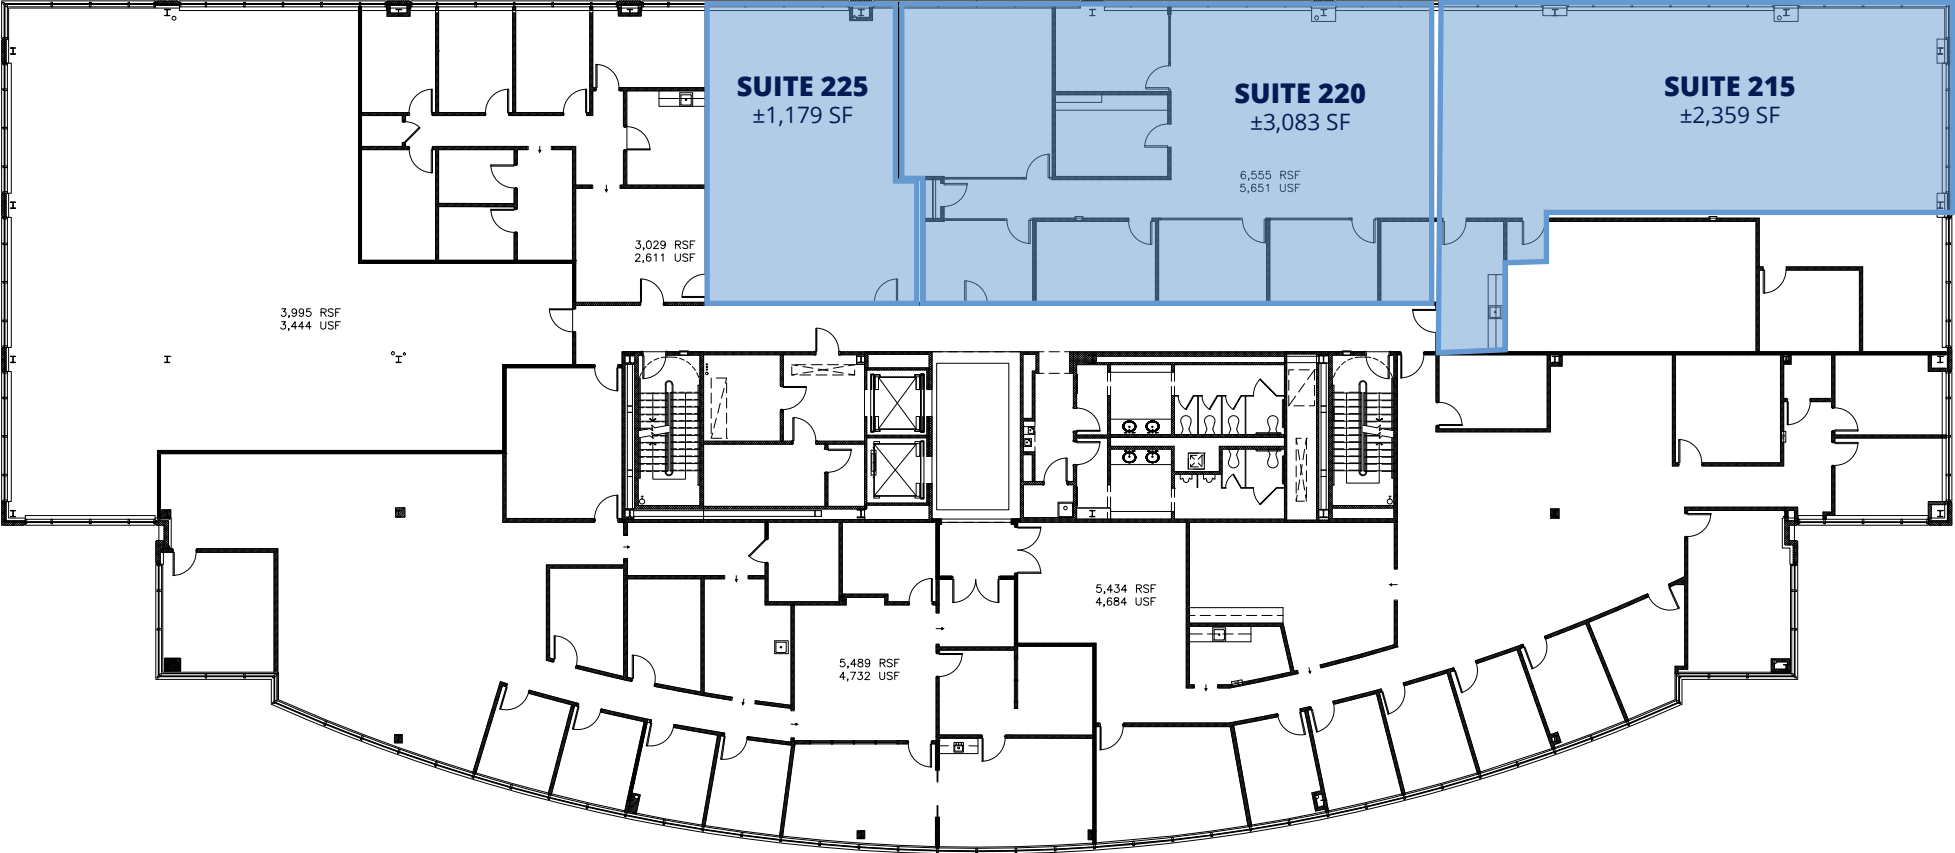 SUITE 225
±1,179 SF
SUITE 220
±3,083 SF
SUITE 215
±2,359 SF
6,555 RSF
5,651 USF
3,029 RSF
2,611 USF
3,995 RSF
3,444 USF
5,434 RSF
4,684 USF
5,489 RSF
4,732 USF